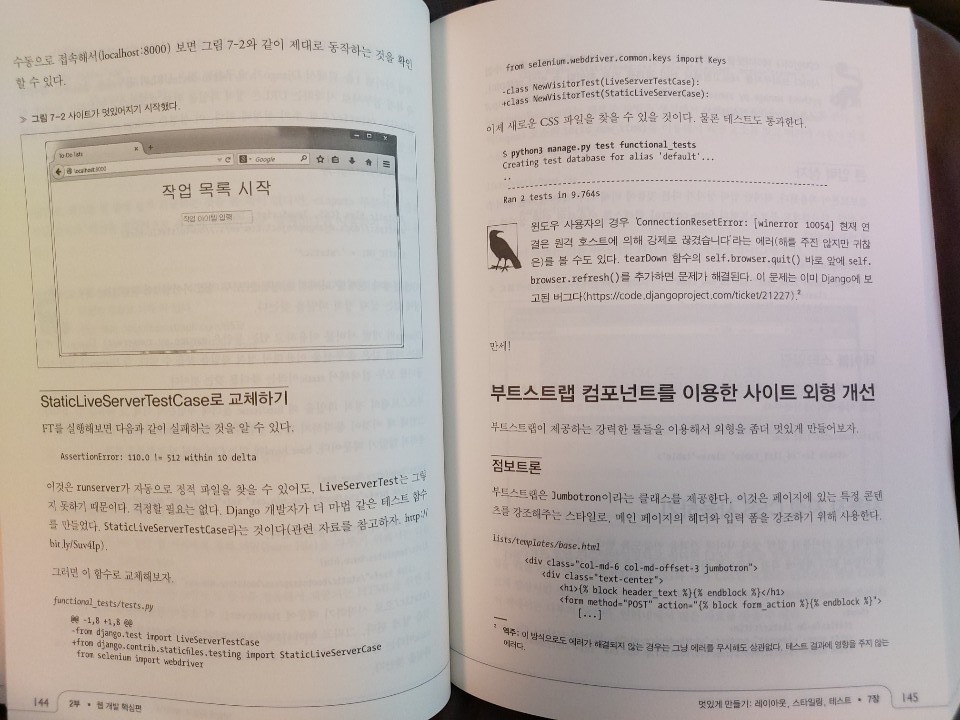 수동으로 접속해서(localhost:8000) 보면 그림 7-2와 같이 제대로 동작하는 것을 확인
할 수 있다.
그림 7-2 사이트가 멋있어지기 시작했다.
To-Do lists
localhost:8000
Google
작업 목록 시작
작업 아이템 입력
StaticLiveServerTestCase로 교체하기
FT를 실행해보면 다음과 같이 실패하는 것을 알 수 있다.
AssertionError: 110.0 != 512 within 10 delta
이것은 runserver가 자동으로 정적 파일을 찾을 수 있어도, LiveServerTest는 그렇
지 못하기 때문이다. 걱정할 필요는 없다. Django 개발자가 더 마법 같은 테스트 함수
를 만들었다. StaticLiveServerTestCase라는 것이다(관련 자료를 참고하자. http://
bit.ly/Suv4Ip).
그러면 이 함수로 교체해보자.
functional_tests/tests.py
@@ -1,8 +1,8 @@
-from django.test import LiveServerTestCase
+from django.contrib.staticfiles.testing import StaticLiveServerCase
from selenium import webdriver
144 2부 • 웹 개발 핵심편
from selenium.webdriver.common.keys import Keys
-class NewVisitorTest(LiveServerTestCase):
+class NewVisitorTest(StaticLiveServerCase):
이제 새로운 CSS 파일을 찾을 수 있을 것이다. 물론 테스트도 통과한다.
$ python3 manage.py test functional_tests
Creating test database for alias 'default'...
..
----------------------------------------------------------------------
Ran 2 tests in 9.764s
윈도우 사용자의 경우 'ConnectionResetError: [winerror 10054] 현재 연
결은 원격 호스트에 의해 강제로 끊겼습니다'라는 에러(해를 주진 않지만 귀찮
은)를 볼 수도 있다. tearDown 함수의 self.browser.quit() 바로 앞에 self.
browser.refresh()를 추가하면 문제가 해결된다. 이 문제는 이미 Django에 보
고된 버그다(https://code.djangoproject.com/ticket/21227).²
만세!
부트스트랩 컴포넌트를 이용한 사이트 외형 개선
부트스트랩이 제공하는 강력한 툴들을 이용해서 외형을 좀더 멋있게 만들어보자.
점보트론
부트스트랩은 Jumbotron이라는 클래스를 제공한다. 이것은 페이지에 있는 특정 콘텐
츠를 강조해주는 스타일로, 메인 페이지의 헤더와 입력 폼을 강조하기 위해 사용한다.
lists/templates/base.html
<div class="col-md-6 col-md-offset-3 jumbotron">
<div class="text-center">
<h1>{% block header_text %}{% endblock %}</h1>
<form method="POST" action="{% block form_action %}{% endblock %}">
[...]
² 역주: 이 방식으로도 에러가 해결되지 않는 경우는 그냥 에러를 무시해도 상관없다. 테스트 결과에 영향을 주지 않는
에러다.
멋있게 만들기: 레이아웃, 스타일링, 테스트 • 7장 145